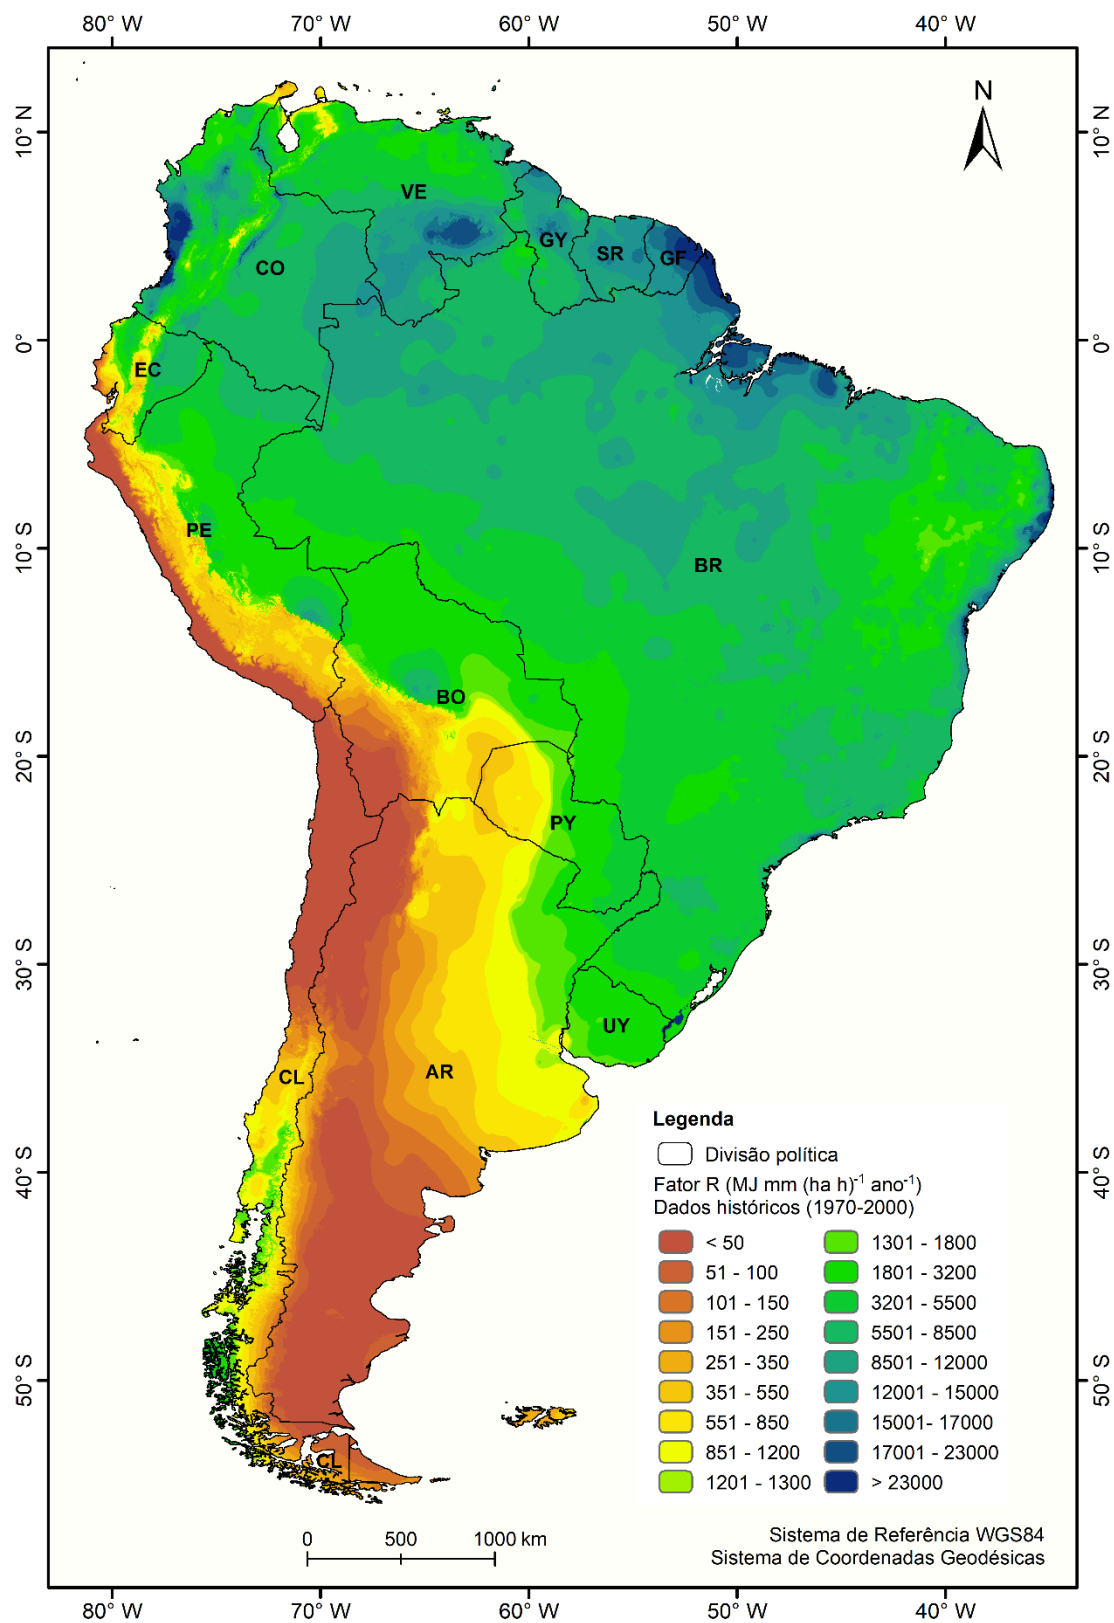 80° W 70° W 60° W 50° W 40° W
10° N
0°
10° S
20° S
30° S
40° S
50° S
N
10° N
0°
10° S
20° S
30° S
40° S
50° S
VE
GY
SR
GF
CO
EC
PE
BR
BO
PY
UY
CL
AR
CL
Legenda
Divisão política
Fator R (MJ mm (ha h)⁻¹ ano⁻¹)
Dados históricos (1970-2000)
< 50
51 - 100
101 - 150
151 - 250
251 - 350
351 - 550
551 - 850
851 - 1200
1201 - 1300
1301 - 1800
1801 - 3200
3201 - 5500
5501 - 8500
8501 - 12000
12001 - 15000
15001- 17000
17001 - 23000
> 23000
0 500 1000 km
Sistema de Referência WGS84
Sistema de Coordenadas Geodésicas
80° W 70° W 60° W 50° W 40° W